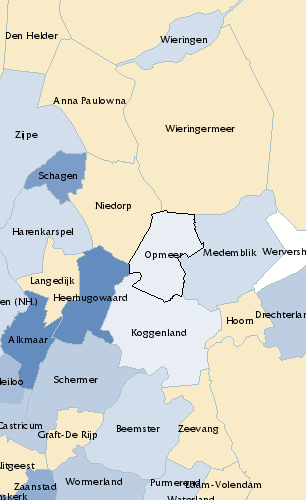 Den Helder
Wieringen
Anna Paulowna
Wieringermeer
Zijpe
Schagen
Niedorp
Harenkarspel
Opmeer
Medemblik
Werversh
Langedijk
en (NH.)
Heerhugowaard
Drechterlan
Hoorn
Koggenland
Alkmaar
Schermer
eiloo
Castricum
Graft-De Rijp
Beemster
Zeevang
itgeest
Wormerland
Purmerend
Edam-Volendam
Zaanstad
nskerk
Waterland